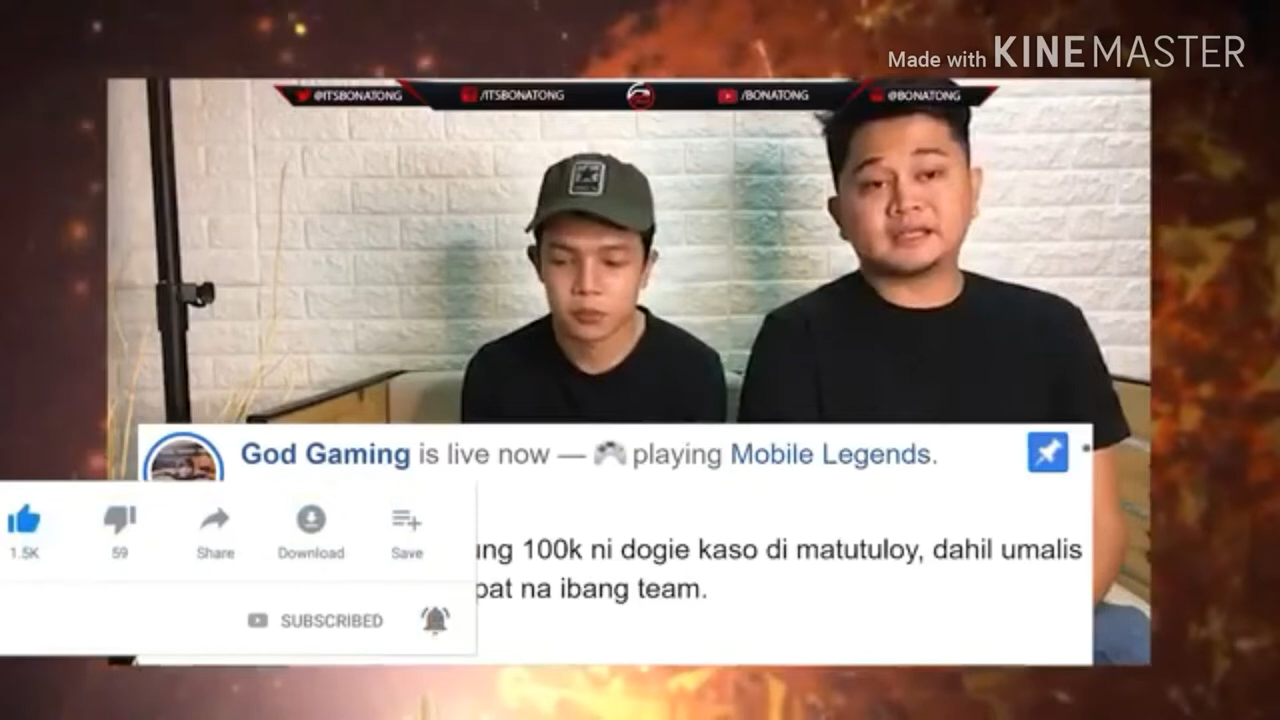 Made with KINEMASTER
@ITSBONATONG
/ITSBONATONG
/BONATONG
@BONATONG
God Gaming is live now — playing Mobile Legends.
ung 100k ni dogie kaso di matutuloy, dahil umalis
pat na ibang team.
1.5K
59
Share
Download
Save
SUBSCRIBED